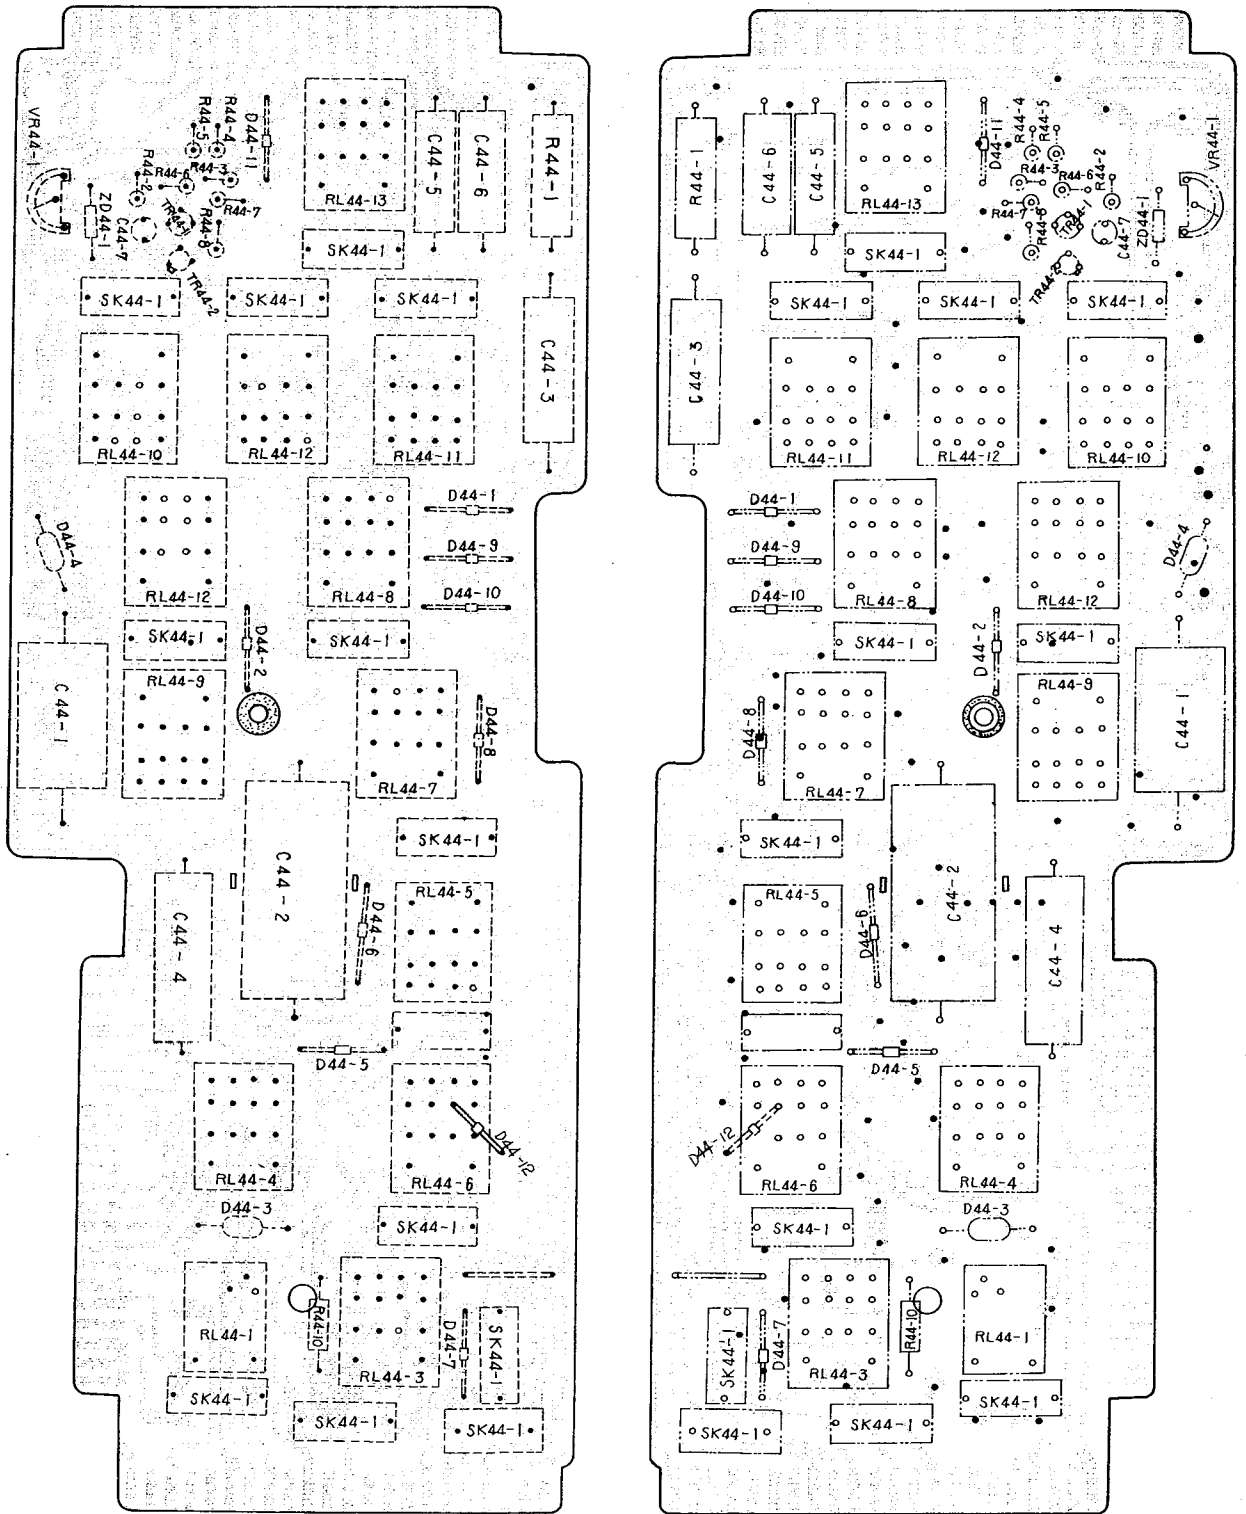 VR44-1
R44-5
R44-4
D44-11
R44-2
R44-6
R44-3
R44-7
ZD44-1
C44-7
TR44-1
R44-8
TR44-2
RL44-13
C44-5
C44-6
R44-1
SK44-1
SK44-1
SK44-1
SK44-1
C44-3
RL44-10
RL44-12
RL44-11
D44-1
D44-9
D44-10
D44-4
RL44-12
RL44-8
SK44-1
SK44-1
D44-2
RL44-9
C44-1
D44-8
RL44-7
SK44-1
C44-2
RL44-5
D44-6
C44-4
D44-5
D44-12
RL44-4
RL44-6
D44-3
SK44-1
RL44-1
R44-10
RL44-3
D44-7
SK44-1
SK44-1
SK44-1
SK44-1
R44-1
C44-6
C44-5
RL44-13
D44-11
R44-4
R44-5
R44-3
R44-6
R44-2
R44-7
R44-8
TR44-1
C44-7
ZD44-1
VR44-1
TR44-2
SK44-1
SK44-1
SK44-1
SK44-1
C44-3
RL44-11
RL44-12
RL44-10
D44-1
D44-9
D44-10
D44-4
RL44-8
RL44-12
SK44-1
D44-2
SK44-1
RL44-9
C44-1
D44-8
RL44-7
SK44-1
RL44-5
D44-6
C44-2
C44-4
D44-5
D44-12
RL44-6
RL44-4
SK44-1
D44-3
SK44-1
D44-7
RL44-3
R44-10
RL44-1
SK44-1
SK44-1
SK44-1